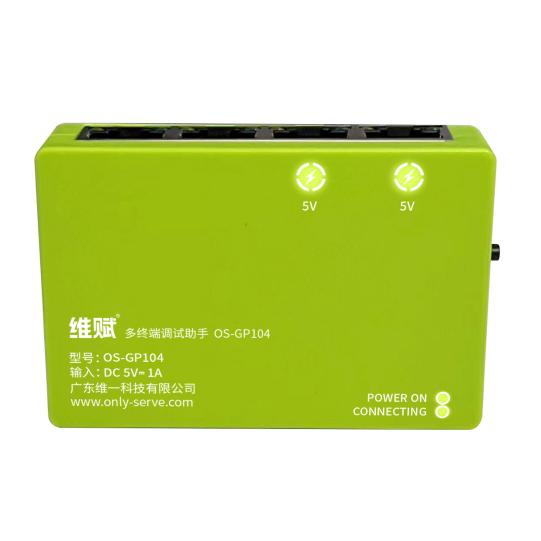 5V 5V
维赋® 多终端调试助手 OS-GP104
型号: OS-GP104
输入: DC 5V⎓ 1A
广东维一科技有限公司
www.only-serve.com
POWER ON
CONNECTING